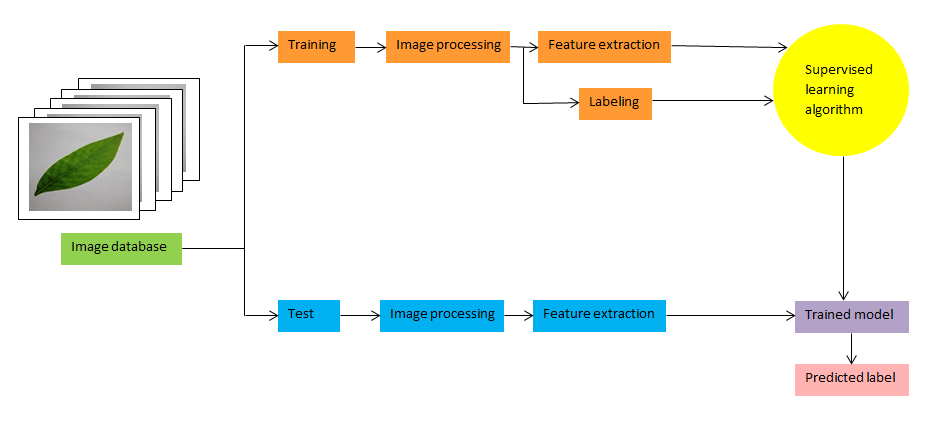 Training
Image processing
Feature extraction
Labeling
Supervised
learning
algorithm
Image database
Test
Image processing
Feature extraction
Trained model
Predicted label